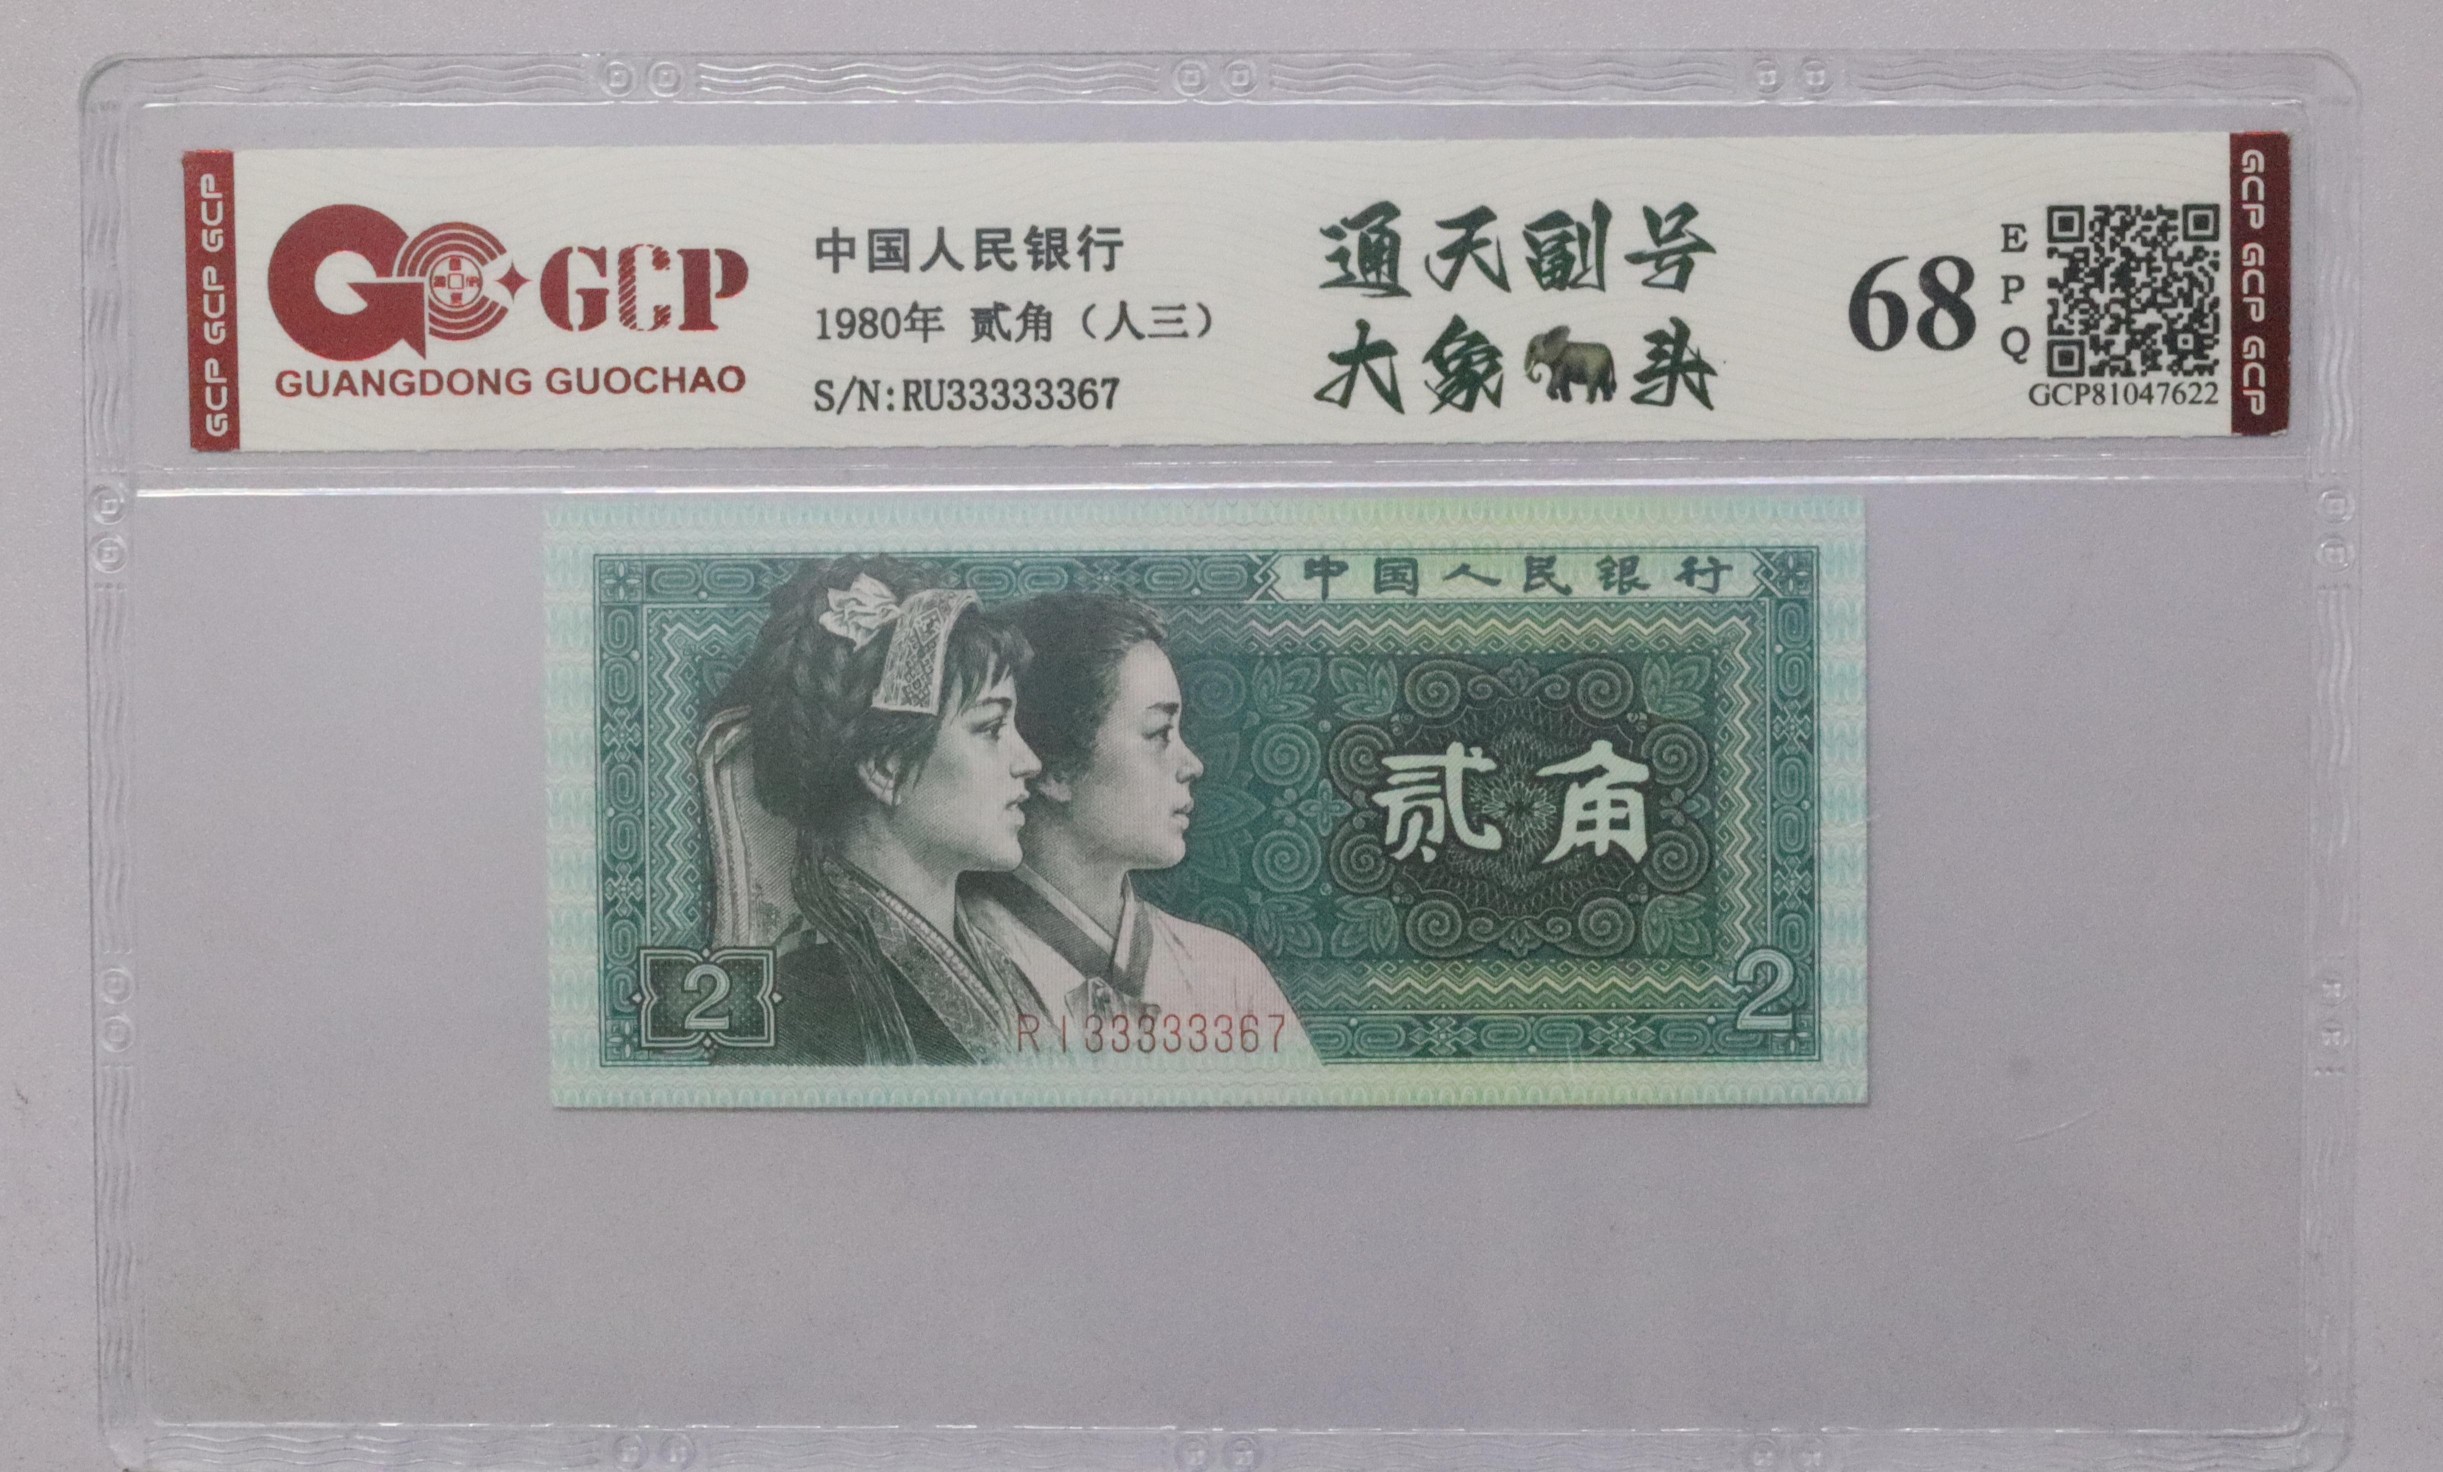 GCP GCP GCP
GCP
GUANGDONG GUOCHAO
中国人民银行
1980年 贰角（人三）
S/N:RU33333367
通天副号
大象🐘头
68
EPQ
GCP81047622
GCP GCP GCP
中国人民银行
贰角
2
2
RI33333367